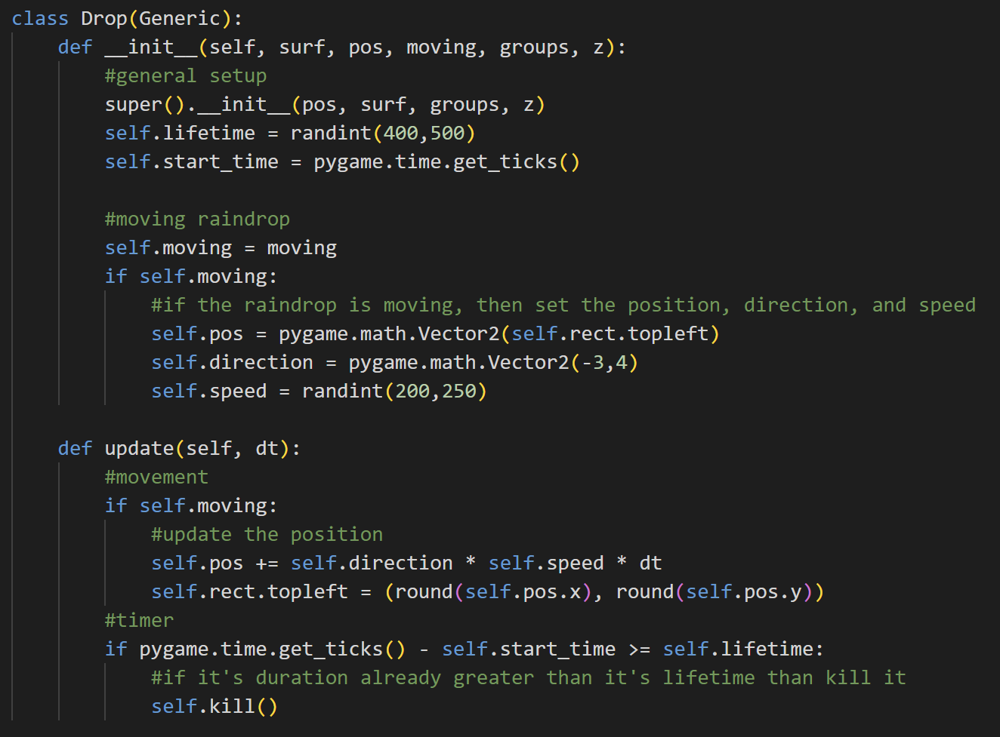 class Drop(Generic):
    def __init__(self, surf, pos, moving, groups, z):
        #general setup
        super().__init__(pos, surf, groups, z)
        self.lifetime = randint(400,500)
        self.start_time = pygame.time.get_ticks()

        #moving raindrop
        self.moving = moving
        if self.moving:
            #if the raindrop is moving, then set the position, direction, and speed
            self.pos = pygame.math.Vector2(self.rect.topleft)
            self.direction = pygame.math.Vector2(-3,4)
            self.speed = randint(200,250)

    def update(self, dt):
        #movement
        if self.moving:
            #update the position
            self.pos += self.direction * self.speed * dt
            self.rect.topleft = (round(self.pos.x), round(self.pos.y))
        #timer
        if pygame.time.get_ticks() - self.start_time >= self.lifetime:
            #if it's duration already greater than it's lifetime than kill it
            self.kill()